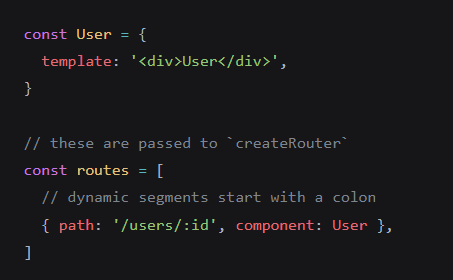 const User = {
  template: '<div>User</div>',
}
// these are passed to `createRouter`
const routes = [
  // dynamic segments start with a colon
  { path: '/users/:id', component: User },
]